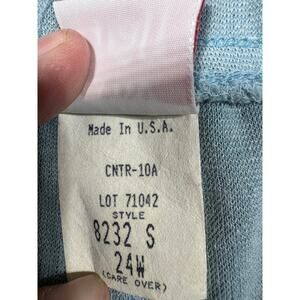 Made In U.S.A.
CNTR-10A
LOT 71042
STYLE
8232 S
24W
(CARE OVER)